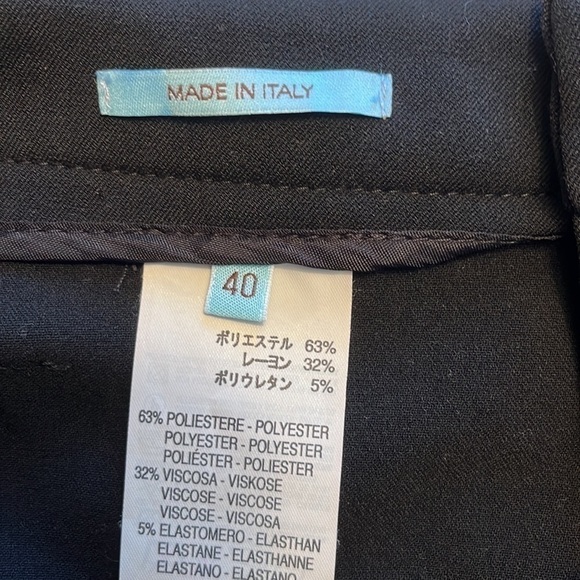 MADE IN ITALY
40
ポリエステル 63%
レーヨン 32%
ポリウレタン 5%
63% POLIESTERE - POLYESTER
POLYESTER - POLYESTER
POLIÉSTER - POLIESTER
32% VISCOSA - VISKOSE
VISCOSE - VISCOSE
VISCOSE - VISCOSA
5% ELASTOMERO - ELASTHAN
ELASTANE - ELASTHANNE
ELASTANO - ELASTANO